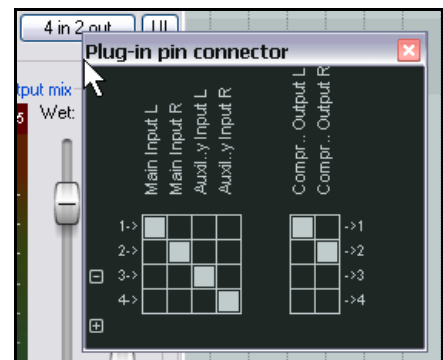 4 in 2 out
UI
Plug-in pin connector
tput mix
5
Wet:
Main Input L
Main Input R
Auxil..y Input L
Auxil..y Input R
Compr.. Output L
Compr.. Output R
1->
->1
2->
->2
3->
->3
4->
->4